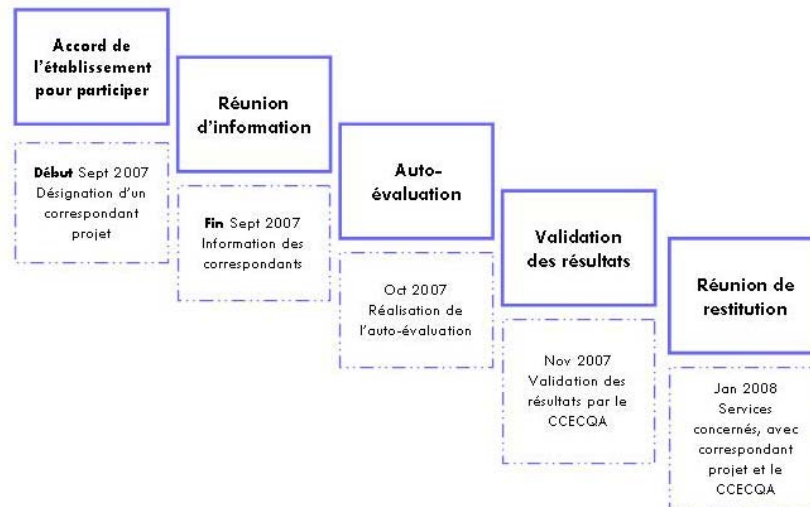 Accord de
l'établissement
pour participer
Début Sept 2007
Désignation d'un
correspondant
projet
Réunion
d'information
Fin Sept 2007
Information des
correspondants
Auto-
évaluation
Oct 2007
Réalisation de
l'auto-évaluation
Validation
des résultats
Nov 2007
Validation des
résultats par le
CCECQA
Réunion de
restitution
Jan 2008
Services
concernés, avec
correspondant
projet et le
CCECQA